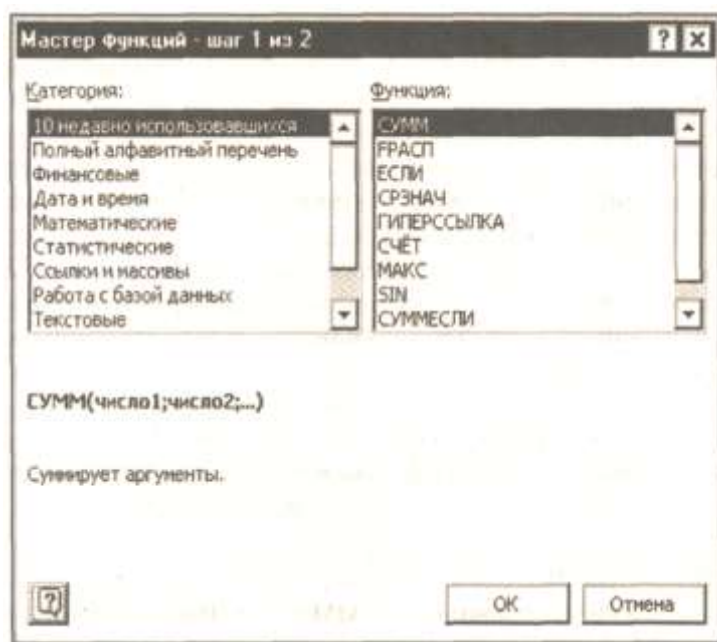 Мастер функций - шаг 1 из 2
Категория:
10 недавно использовавшихся
Полный алфавитный перечень
Финансовые
Дата и время
Математические
Статистические
Ссылки и массивы
Работа с базой данных
Текстовые
Функция:
СУММ
FРАСП
ЕСЛИ
СРЗНАЧ
ГИПЕРССЫЛКА
СЧЁТ
МАКС
SIN
СУММЕСЛИ
СУММ(число1;число2;...)
Суммирует аргументы.
ОК
Отмена